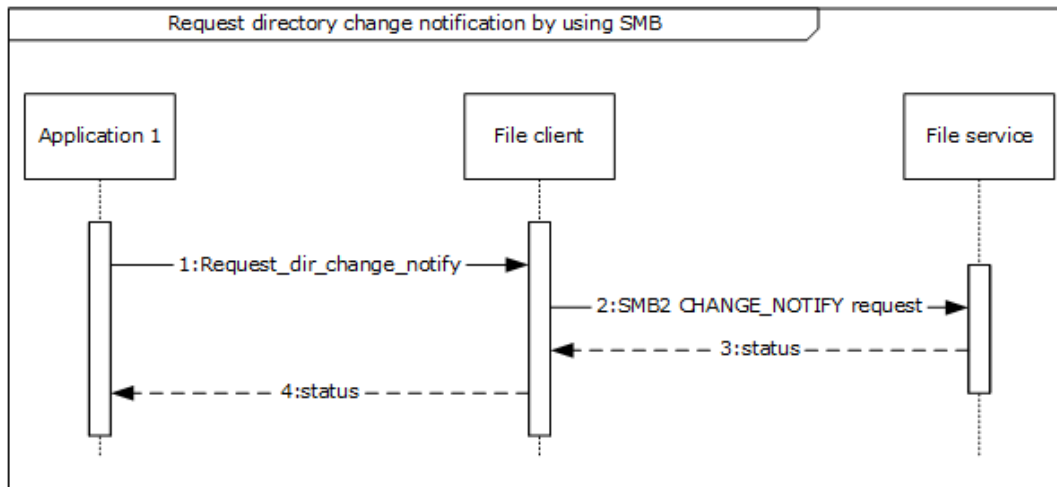 Request directory change notification by using SMB
Application 1
File client
File service
1:Request_dir_change_notify
2:SMB2 CHANGE_NOTIFY request
3:status
4:status